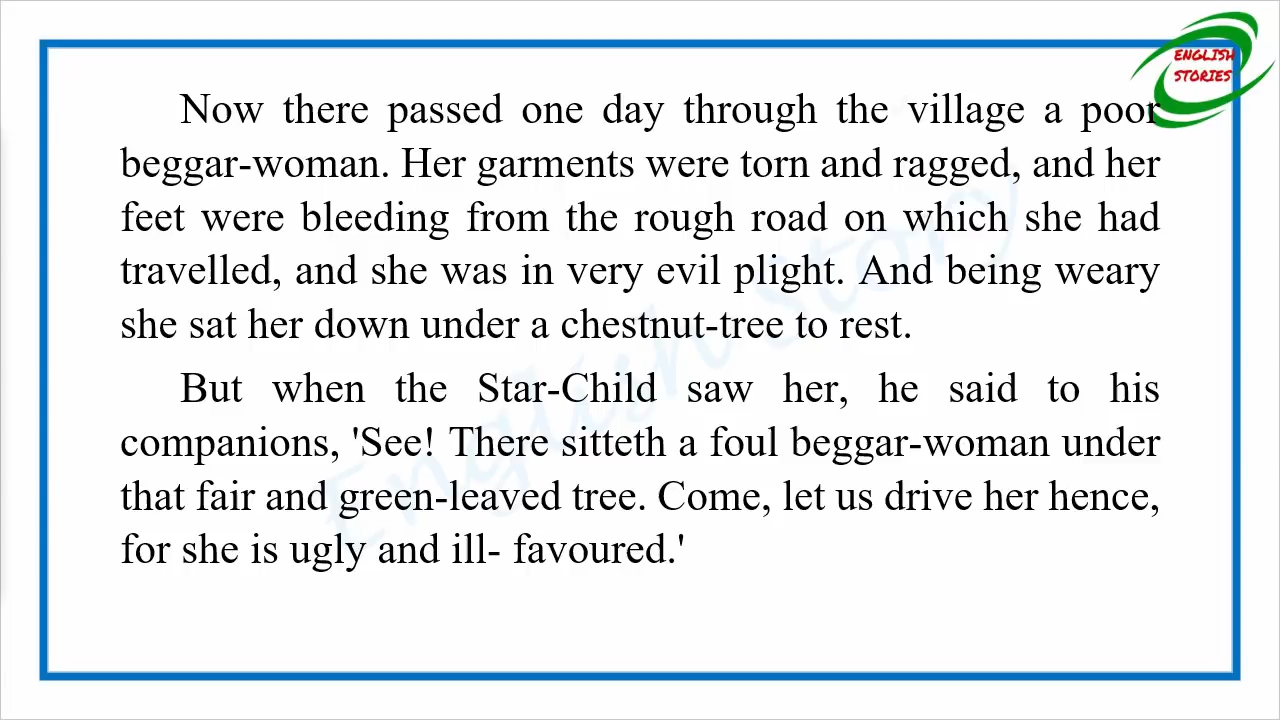 ENGLISH
STORIES
Now there passed one day through the village a poor
beggar-woman. Her garments were torn and ragged, and her
feet were bleeding from the rough road on which she had
travelled, and she was in very evil plight. And being weary
she sat her down under a chestnut-tree to rest.
But when the Star-Child saw her, he said to his
companions, 'See! There sitteth a foul beggar-woman under
that fair and green-leaved tree. Come, let us drive her hence,
for she is ugly and ill- favoured.'
English Story